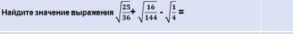 Найдите значение выражения √25/36 + √16/144 - √1/4 =